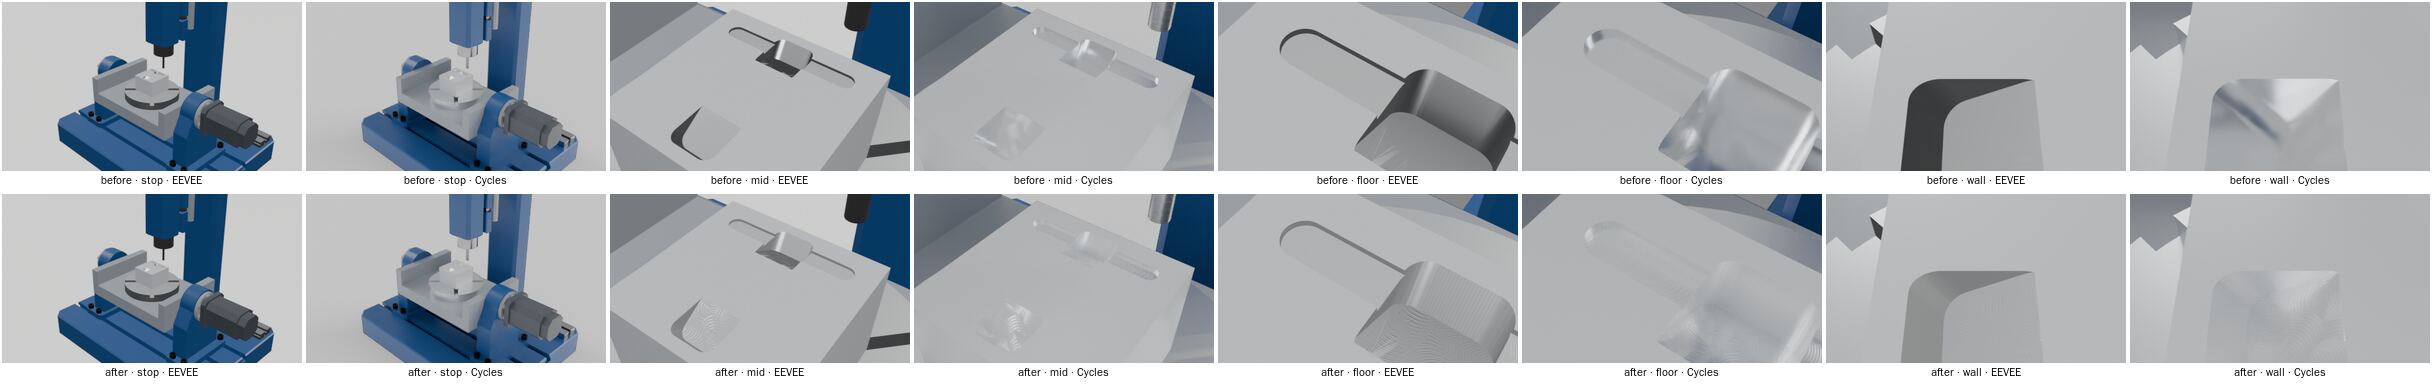 before · stop · EEVEE
before · stop · Cycles
before · mid · EEVEE
before · mid · Cycles
before · floor · EEVEE
before · floor · Cycles
before · wall · EEVEE
before · wall · Cycles
after · stop · EEVEE
after · stop · Cycles
after · mid · EEVEE
after · mid · Cycles
after · floor · EEVEE
after · floor · Cycles
after · wall · EEVEE
after · wall · Cycles